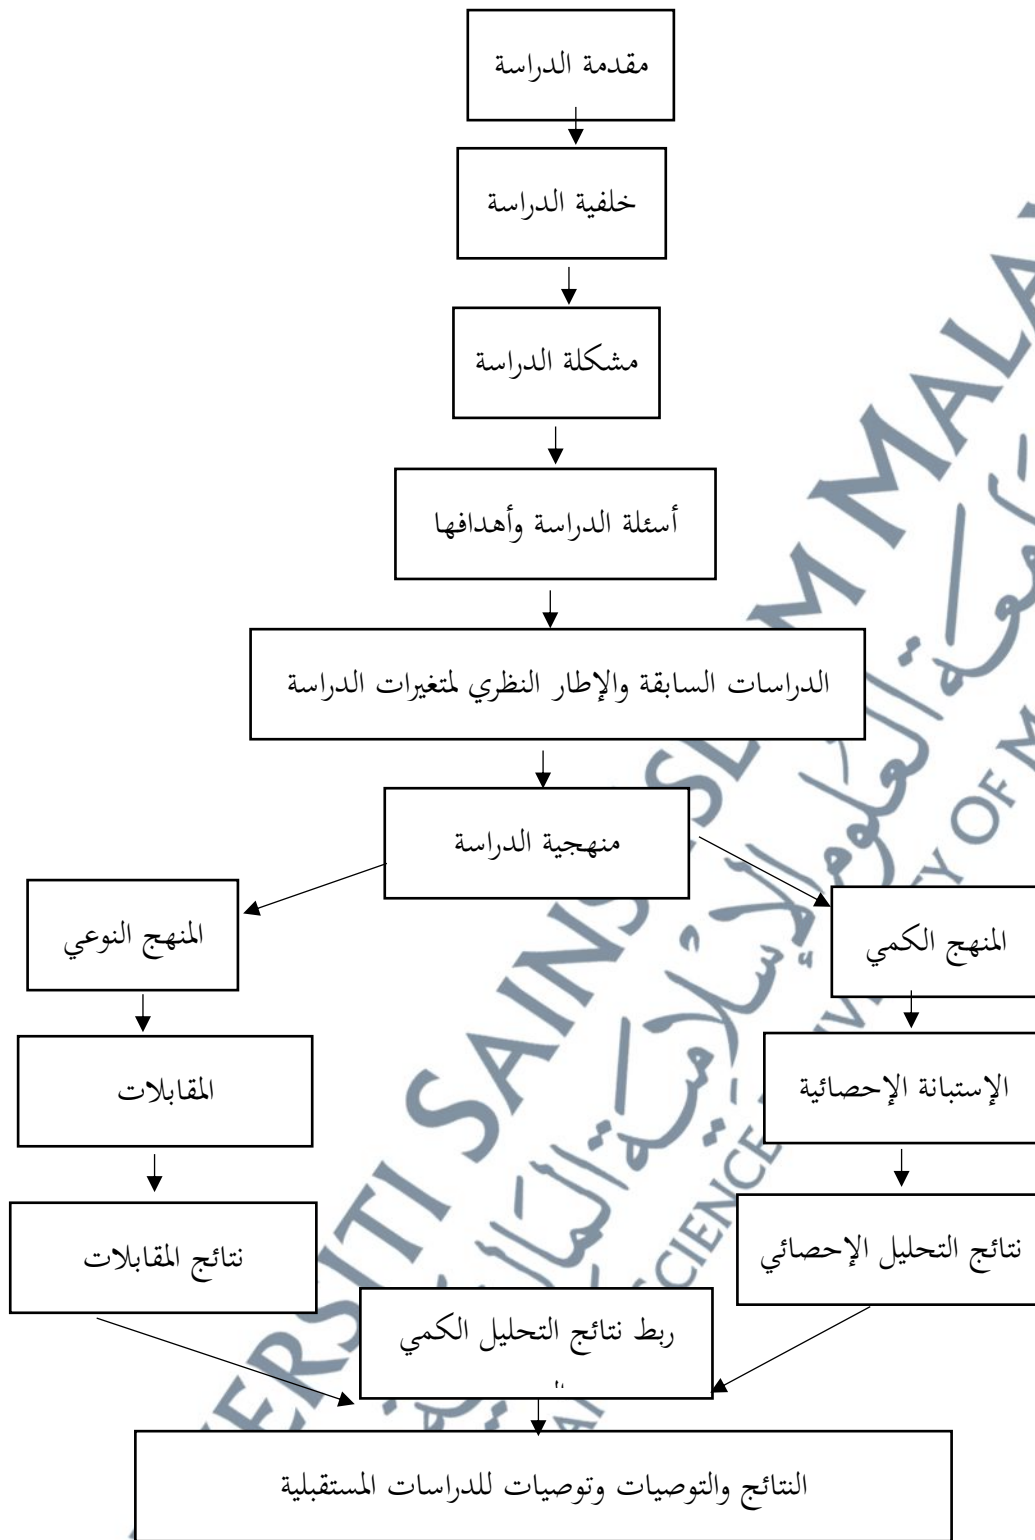 مقدمة الدراسة
خلفية الدراسة
مشكلة الدراسة
أسئلة الدراسة وأهدافها
الدراسات السابقة والإطار النظري لمتغيرات الدراسة
منهجية الدراسة
المنهج الكمي
المنهج النوعي
الإستبانة الإحصائية
المقابلات
نتائج التحليل الإحصائي
نتائج المقابلات
ربط نتائج التحليل الكمي
النتائج والتوصيات وتوصيات للدراسات المستقبلية
SAINS
OF